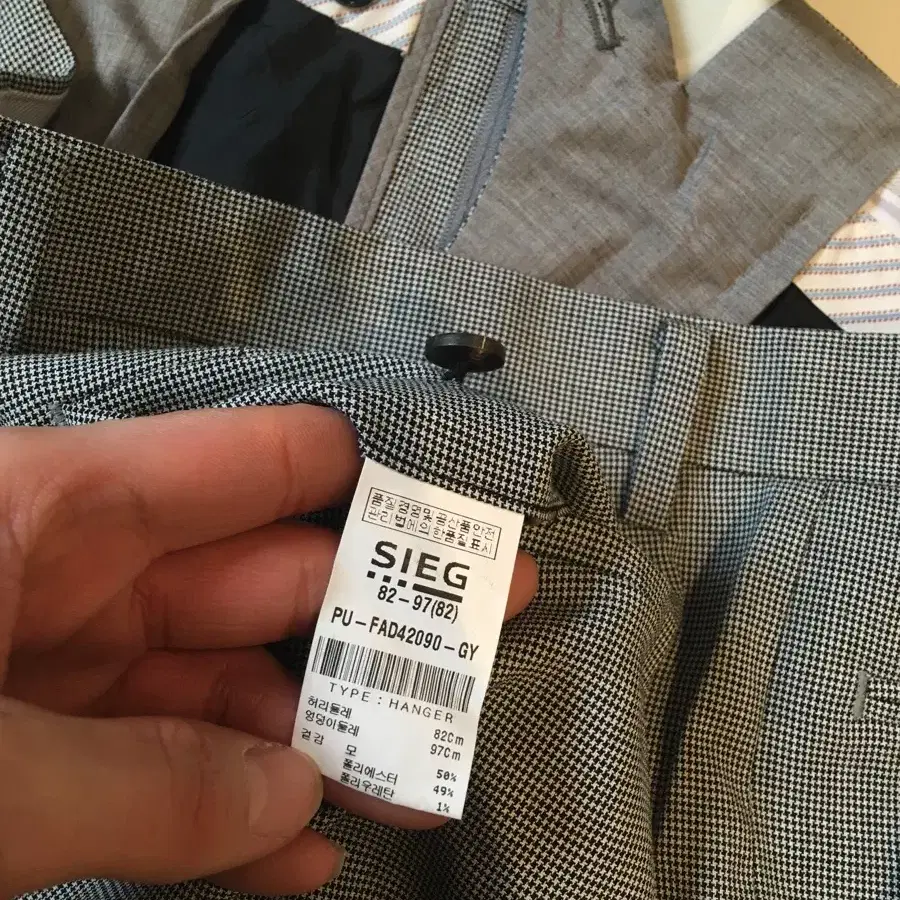 품질경영및공산품안전
관리법에의한품질표시
SIEG
82-97(82)
PU-FAD42090-GY
TYPE : HANGER
허리둘레 82Cm
엉덩이둘레 97Cm
겉감 모 50%
폴리에스터 49%
폴리우레탄 1%